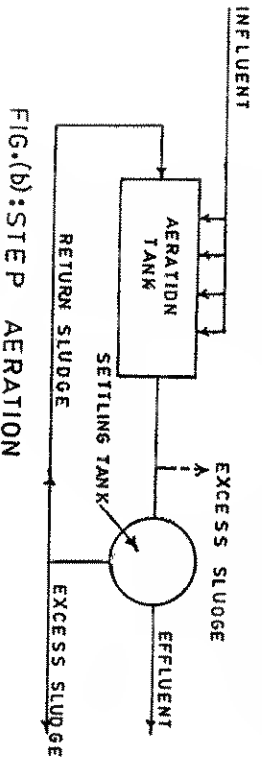 INFLUENT
AERATION
TANK
EXCESS SLUDGE
SETTLING TANK
EFFLUENT
RETURN SLUDGE
EXCESS SLUDGE
FIG.(b):STEP AERATION